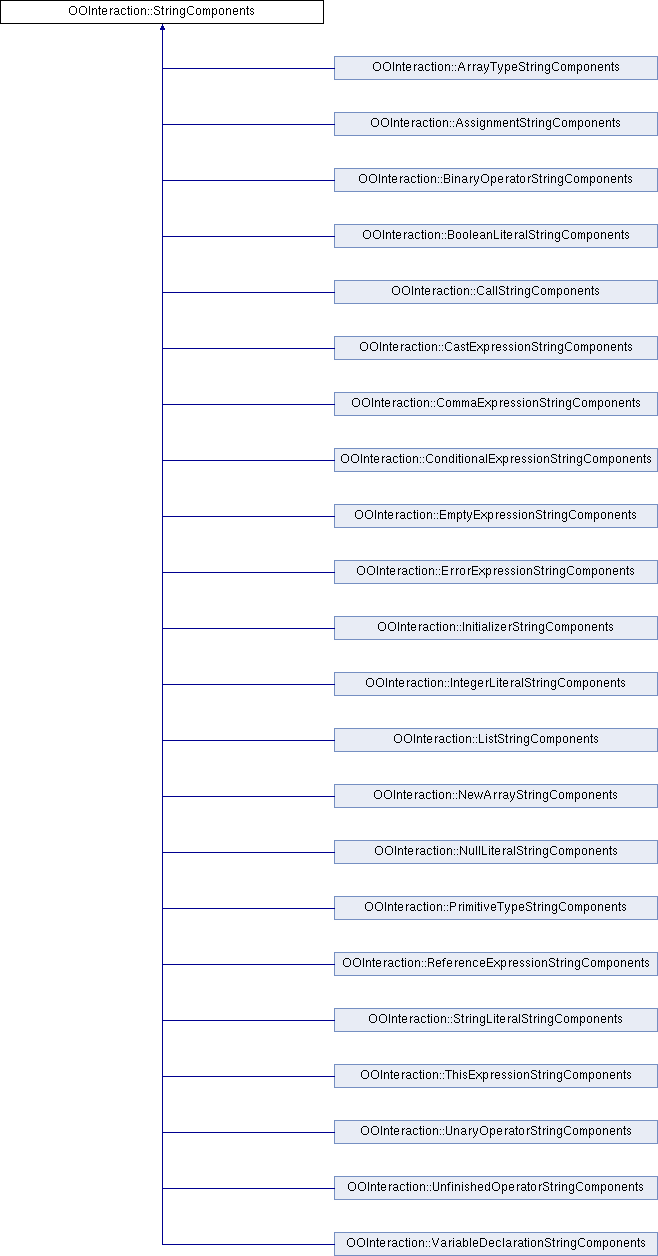 OOInteraction::StringComponents
OOInteraction::ArrayTypeStringComponents
OOInteraction::AssignmentStringComponents
OOInteraction::BinaryOperatorStringComponents
OOInteraction::BooleanLiteralStringComponents
OOInteraction::CallStringComponents
OOInteraction::CastExpressionStringComponents
OOInteraction::CommaExpressionStringComponents
OOInteraction::ConditionalExpressionStringComponents
OOInteraction::EmptyExpressionStringComponents
OOInteraction::ErrorExpressionStringComponents
OOInteraction::InitializerStringComponents
OOInteraction::IntegerLiteralStringComponents
OOInteraction::ListStringComponents
OOInteraction::NewArrayStringComponents
OOInteraction::NullLiteralStringComponents
OOInteraction::PrimitiveTypeStringComponents
OOInteraction::ReferenceExpressionStringComponents
OOInteraction::StringLiteralStringComponents
OOInteraction::ThisExpressionStringComponents
OOInteraction::UnaryOperatorStringComponents
OOInteraction::UnfinishedOperatorStringComponents
OOInteraction::VariableDeclarationStringComponents